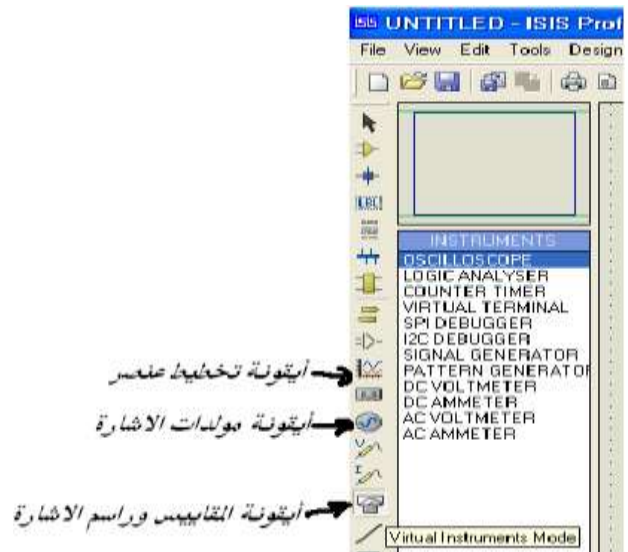 ISIS UNTITLED - ISIS Prof
File View Edit Tools Design
LBL
INSTRUMENTS
OSCILLOSCOPE
LOGIC ANALYSER
COUNTER TIMER
VIRTUAL TERMINAL
SPI DEBUGGER
I2C DEBUGGER
SIGNAL GENERATOR
PATTERN GENERATOR
DC VOLTMETER
DC AMMETER
AC VOLTMETER
AC AMMETER
أيقونة تخطيط عنصر
أيقونة مولدات الاشارة
أيقونة المقاييس وراسم الاشارة
Virtual Instruments Mode